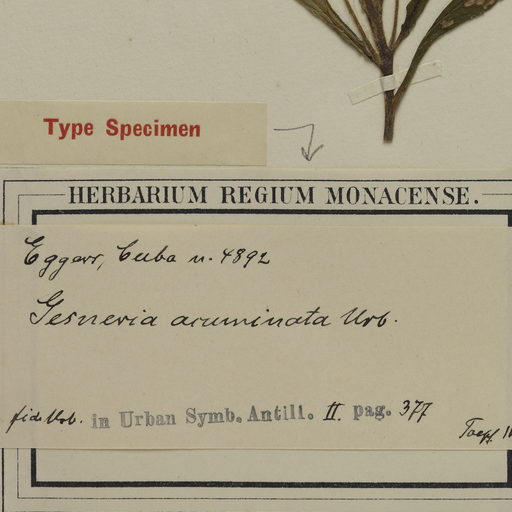 Type Specimen
HERBARIUM REGIUM MONACENSE.
Eggers, Cuba n. 4892
Gesneria acuminata Urb.
fide Urb. in Urban Symb. Antill. II. pag. 377